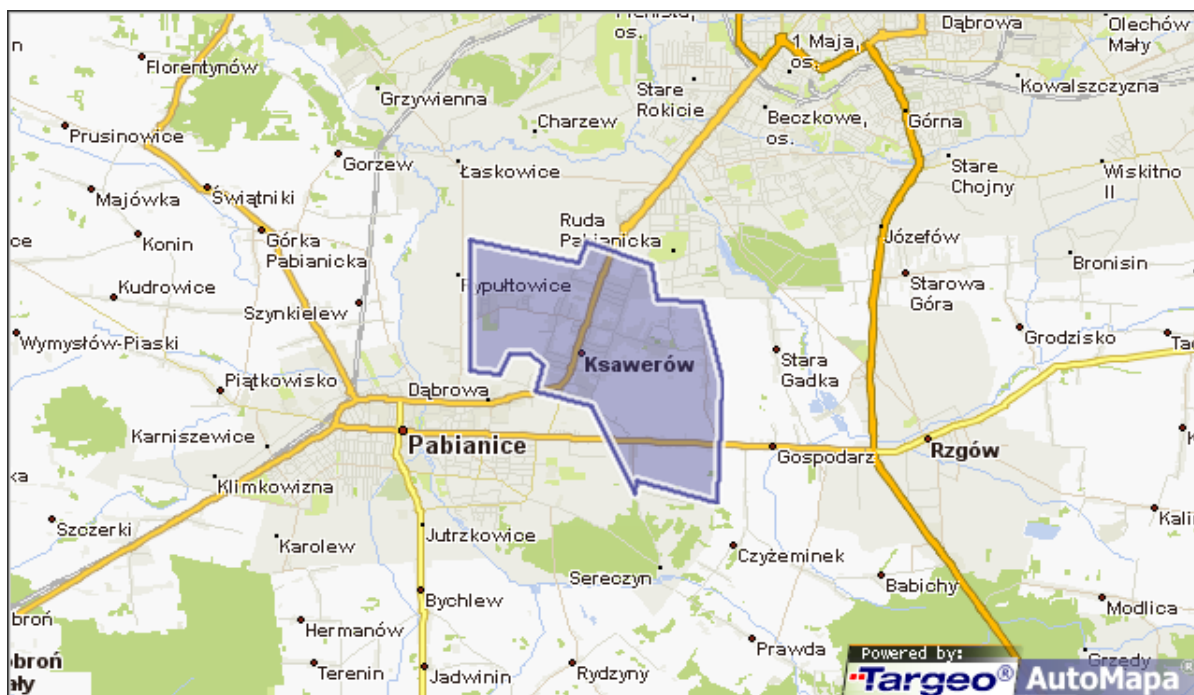 os.
1 Maja,
os.
Dąbrowa
Olechów
Mały
Florentynów
Grzywienna
Stare
Rokicie
Kowalszczyzna
Prusinowice
Charzew
Beczkowe,
os.
Górna
Gorzew
Łaskowice
Stare
Chojny
Wiskitno
II
Majówka
Świątniki
Ruda
Pabianicka
Konin
Górka
Pabianicka
Józefów
Bronisin
Kudrowice
Rypułtowice
Starowa
Góra
Szynkielew
Wymysłów-Piaski
Grodzisko
Ksawerów
Stara
Gadka
Piątkowisko
Dąbrowa
Karniszewice
Pabianice
Gospodarz
Rzgów
Klimkowizna
Szczerki
Jutrzkowice
Karolew
Czyżeminek
Sereczyn
Babichy
Bychlew
Modlica
Hermanów
Prawda
Terenin
Jadwinin
Rydzyny
Grzędy
Powered by:
Targeo® AutoMapa®